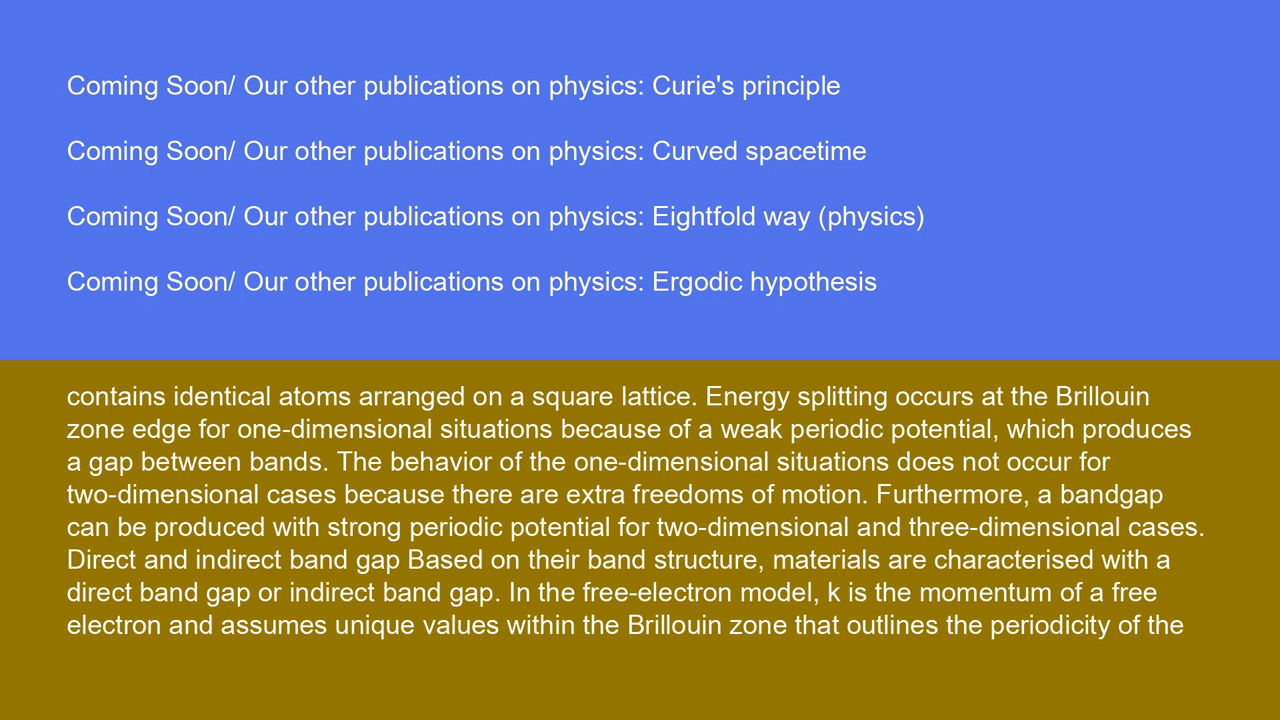 Coming Soon/ Our other publications on physics: Curie's principle
Coming Soon/ Our other publications on physics: Curved spacetime
Coming Soon/ Our other publications on physics: Eightfold way (physics)
Coming Soon/ Our other publications on physics: Ergodic hypothesis
contains identical atoms arranged on a square lattice. Energy splitting occurs at the Brillouin
zone edge for one-dimensional situations because of a weak periodic potential, which produces
a gap between bands. The behavior of the one-dimensional situations does not occur for
two-dimensional cases because there are extra freedoms of motion. Furthermore, a bandgap
can be produced with strong periodic potential for two-dimensional and three-dimensional cases.
Direct and indirect band gap Based on their band structure, materials are characterised with a
direct band gap or indirect band gap. In the free-electron model, k is the momentum of a free
electron and assumes unique values within the Brillouin zone that outlines the periodicity of the